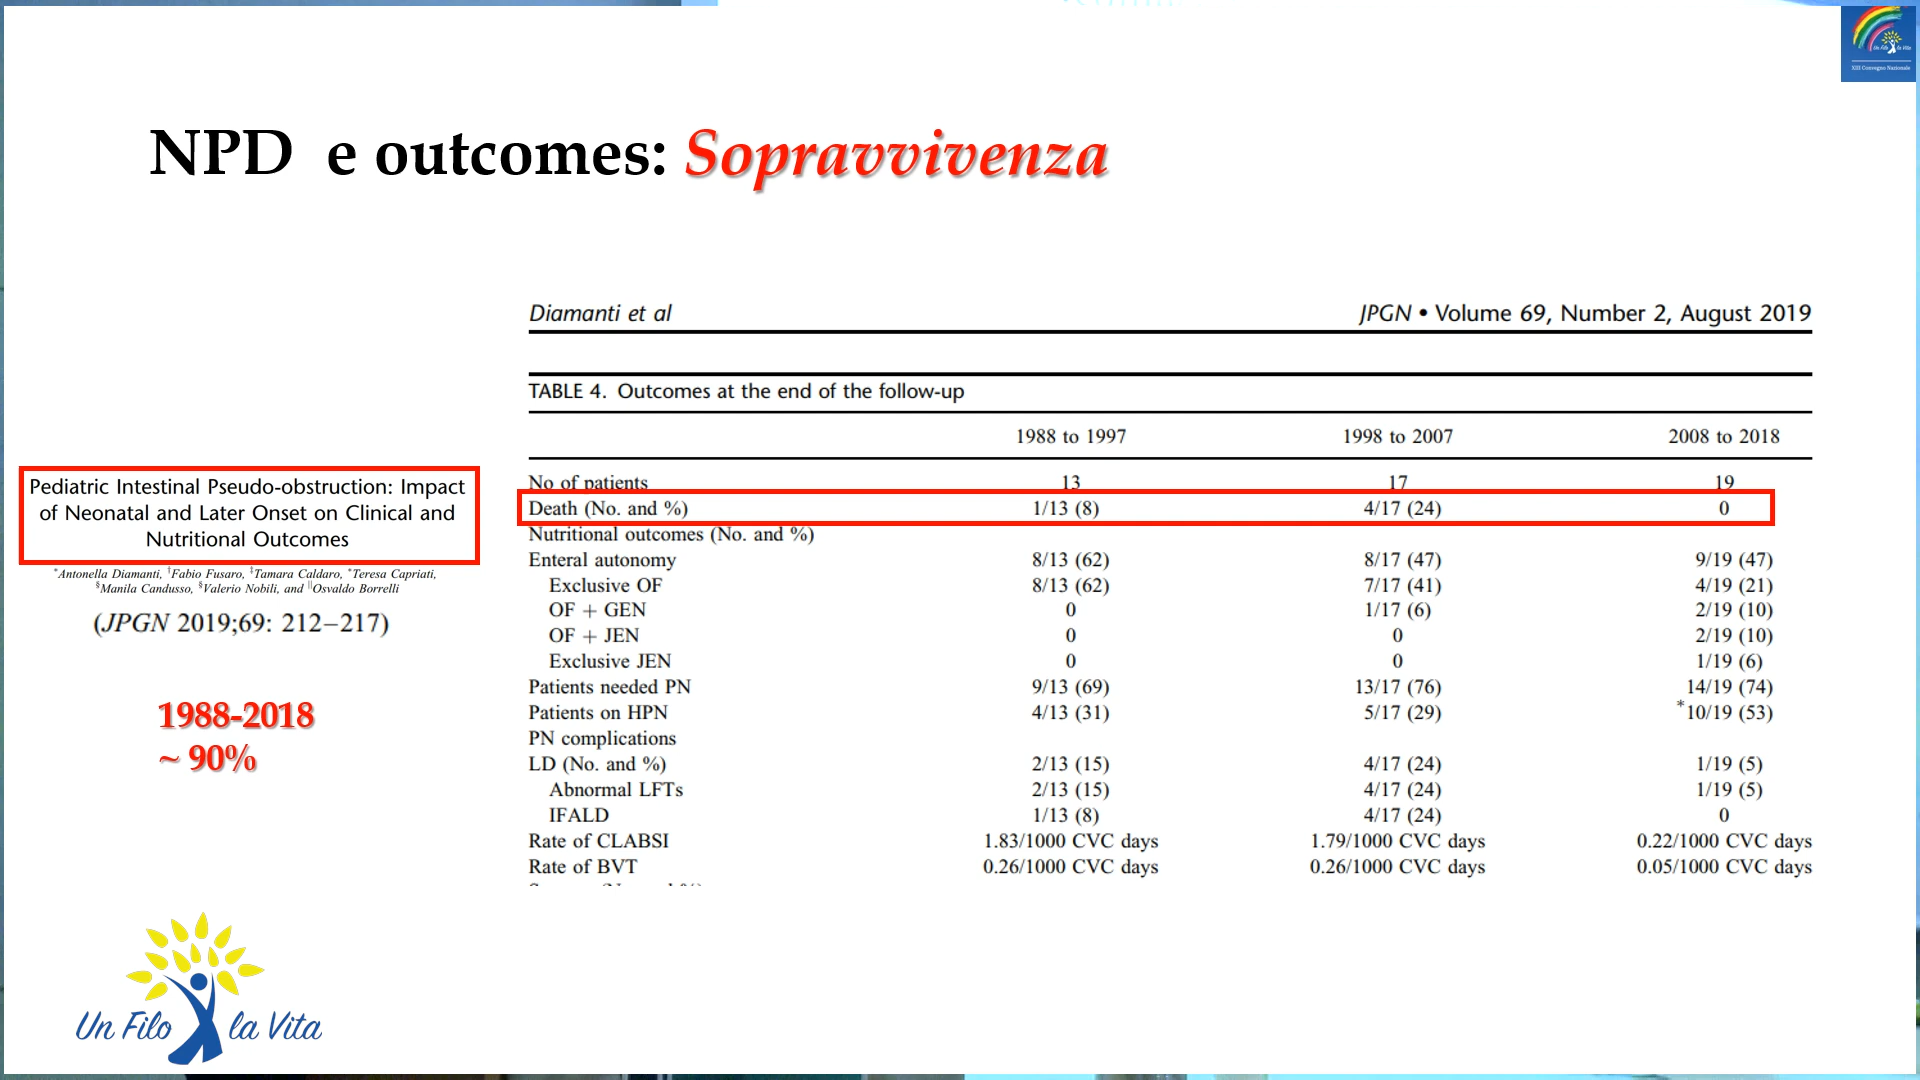 Un Filo la Vita
XIII Convegno Nazionale
NPD e outcomes: Sopravvivenza
Diamanti et al JPGN • Volume 69, Number 2, August 2019
TABLE 4. Outcomes at the end of the follow-up
1988 to 1997 1998 to 2007 2008 to 2018
No of patients 13 17 19
Death (No. and %) 1/13 (8) 4/17 (24) 0
Nutritional outcomes (No. and %)
Enteral autonomy 8/13 (62) 8/17 (47) 9/19 (47)
Exclusive OF 8/13 (62) 7/17 (41) 4/19 (21)
OF + GEN 0 1/17 (6) 2/19 (10)
OF + JEN 0 0 2/19 (10)
Exclusive JEN 0 0 1/19 (6)
Patients needed PN 9/13 (69) 13/17 (76) 14/19 (74)
Patients on HPN 4/13 (31) 5/17 (29) *10/19 (53)
PN complications
LD (No. and %) 2/13 (15) 4/17 (24) 1/19 (5)
Abnormal LFTs 2/13 (15) 4/17 (24) 1/19 (5)
IFALD 1/13 (8) 4/17 (24) 0
Rate of CLABSI 1.83/1000 CVC days 1.79/1000 CVC days 0.22/1000 CVC days
Rate of BVT 0.26/1000 CVC days 0.26/1000 CVC days 0.05/1000 CVC days
Pediatric Intestinal Pseudo-obstruction: Impact
of Neonatal and Later Onset on Clinical and
Nutritional Outcomes
*Antonella Diamanti, †Fabio Fusaro, ‡Tamara Caldaro, *Teresa Capriati,
§Manila Candusso, §Valerio Nobili, and ||Osvaldo Borrelli
(JPGN 2019;69: 212–217)
1988-2018
~ 90%
Un Filo la Vita